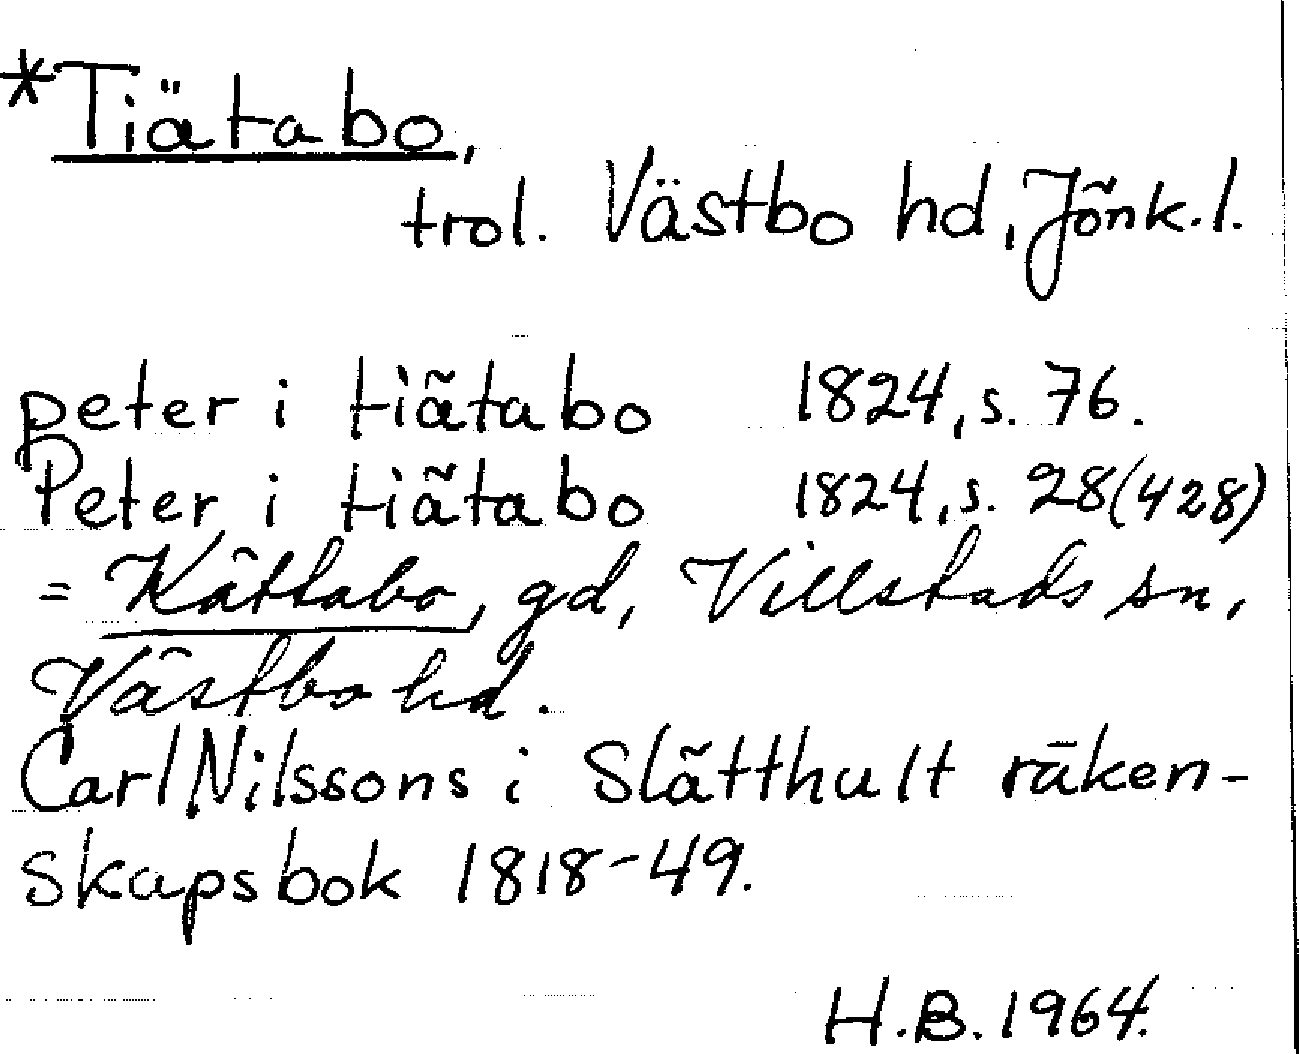 *Tiätabo,
trol. Västbo hd, Jönk.l.
peter i tiätabo 1824, s. 76.
Peter i tiätabo 1824, s. 28(428)
= Kättabo, gd, Villstads sn,
Västbo hd.
Carl Nilssons i Slätthult räken-
skapsbok 1818-49.
H.B. 1964.